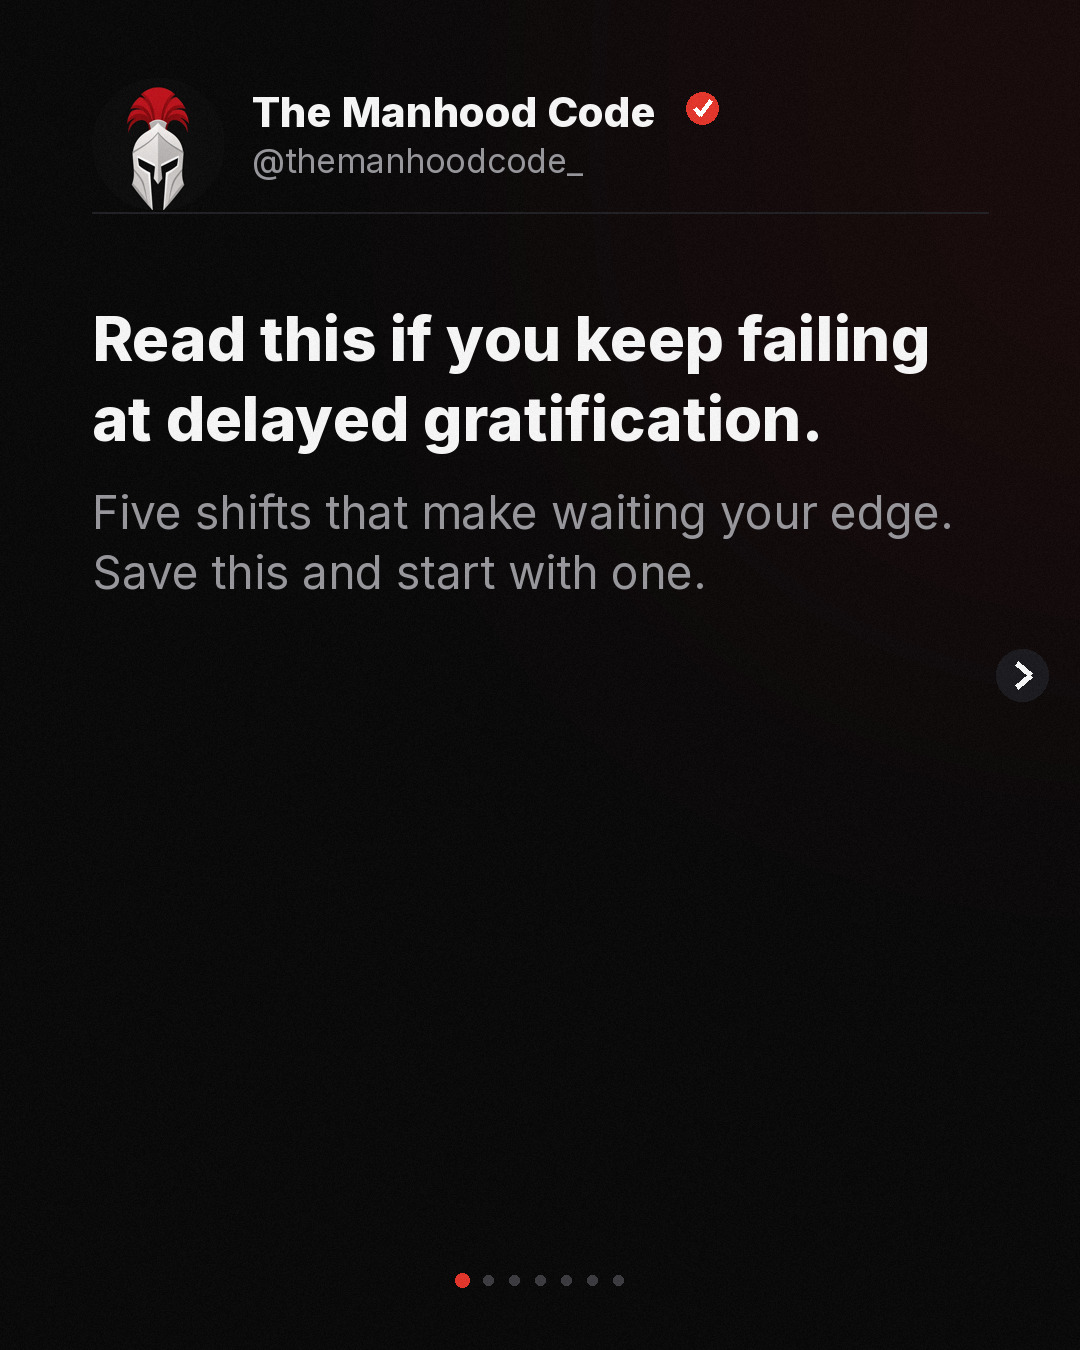 The Manhood Code
@themanhoodcode_
Read this if you keep failing
at delayed gratification.
Five shifts that make waiting your edge.
Save this and start with one.